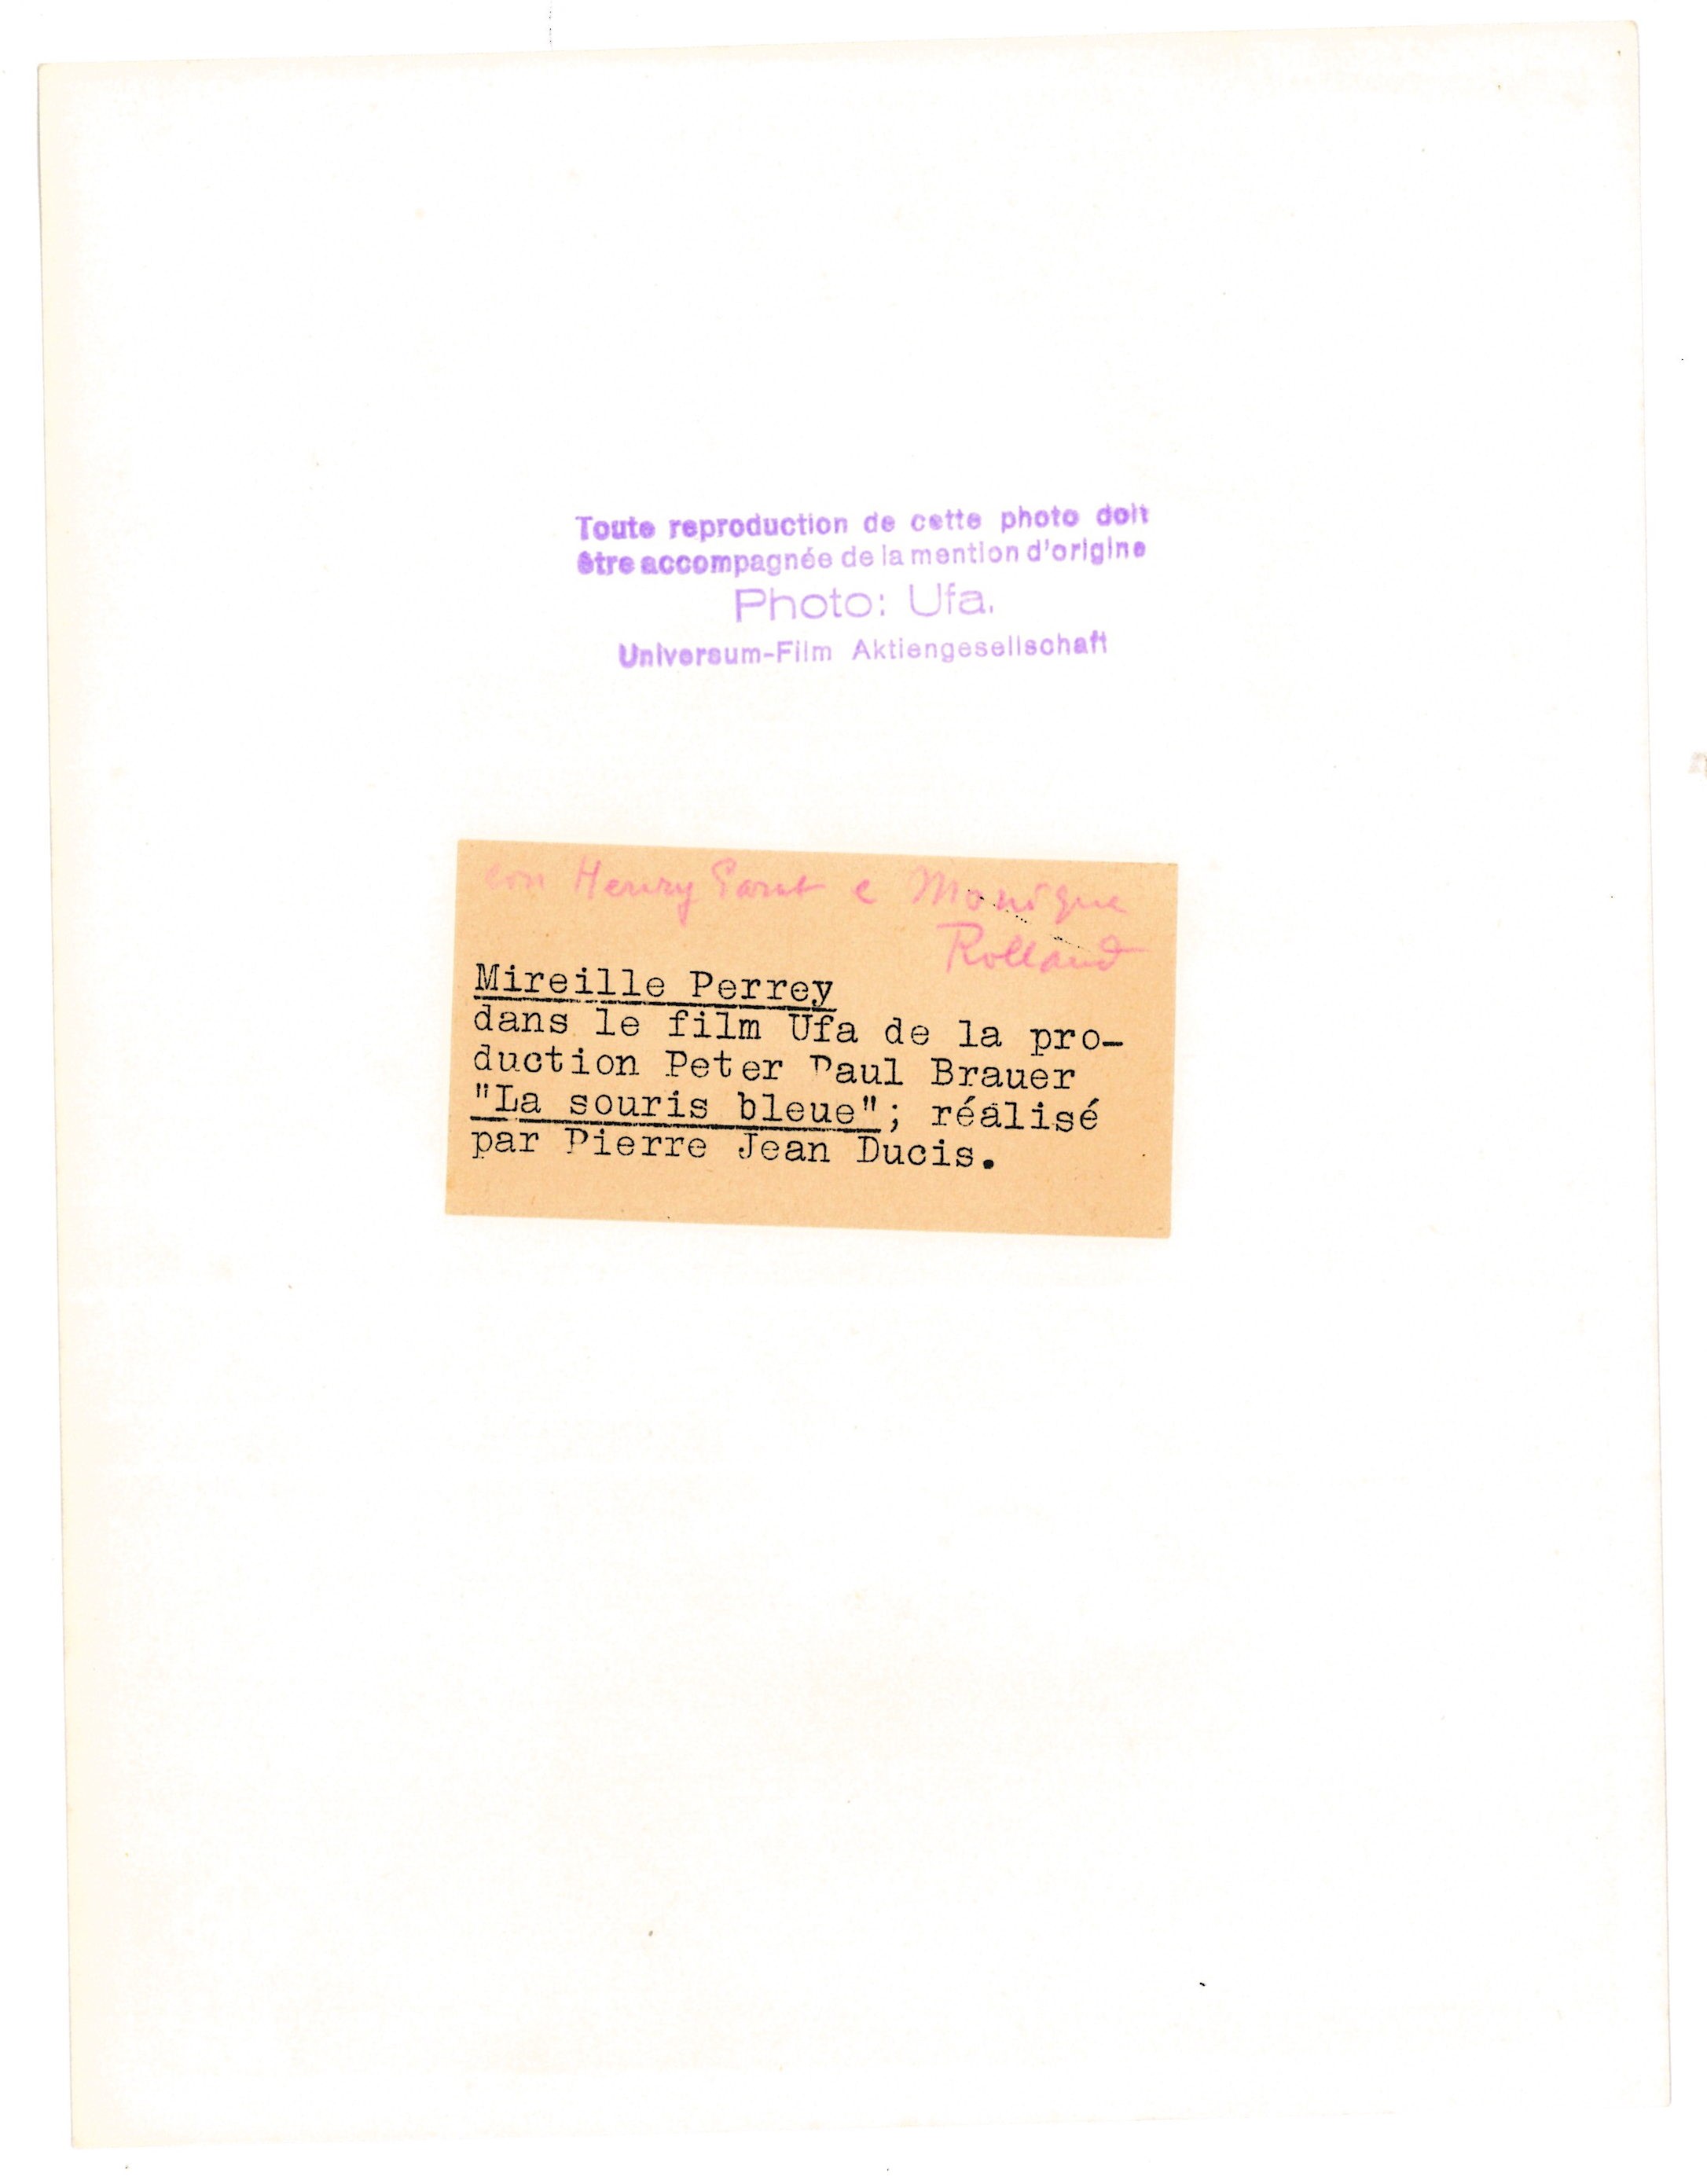 Toute reproduction de cette photo doit
être accompagnée de la mention d'origine
Photo: Ufa.
Universum-Film Aktiengesellschaft
con Henry Garat e Monique
Rolland
Mireille Perrey
dans le film Ufa de la pro-
duction Peter Paul Brauer
"La souris bleue"; réalisé
par Pierre Jean Ducis.